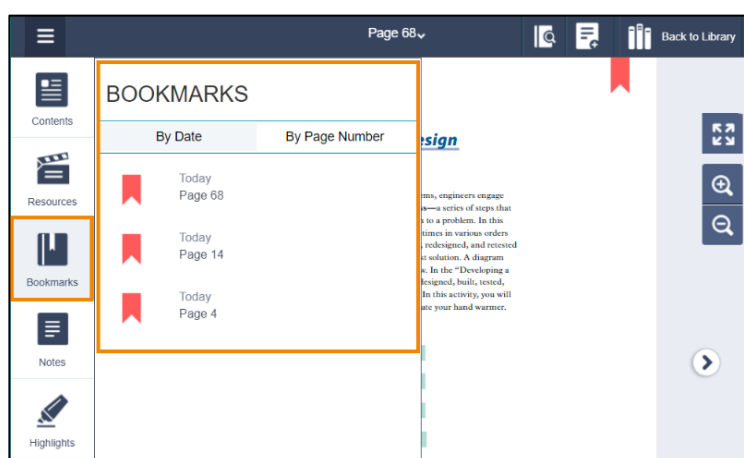 Page 68
Back to Library
Contents
Resources
Bookmarks
Notes
Highlights
BOOKMARKS
By Date
By Page Number
Today
Page 68
Today
Page 14
Today
Page 4
esign
ems, engineers engage
ss—a series of steps that
to a problem. In this
times in various orders
, redesigned, and retested
st solution. A diagram
w. In the “Developing a
designed, built, tested,
In this activity, you will
ate your hand warmer.